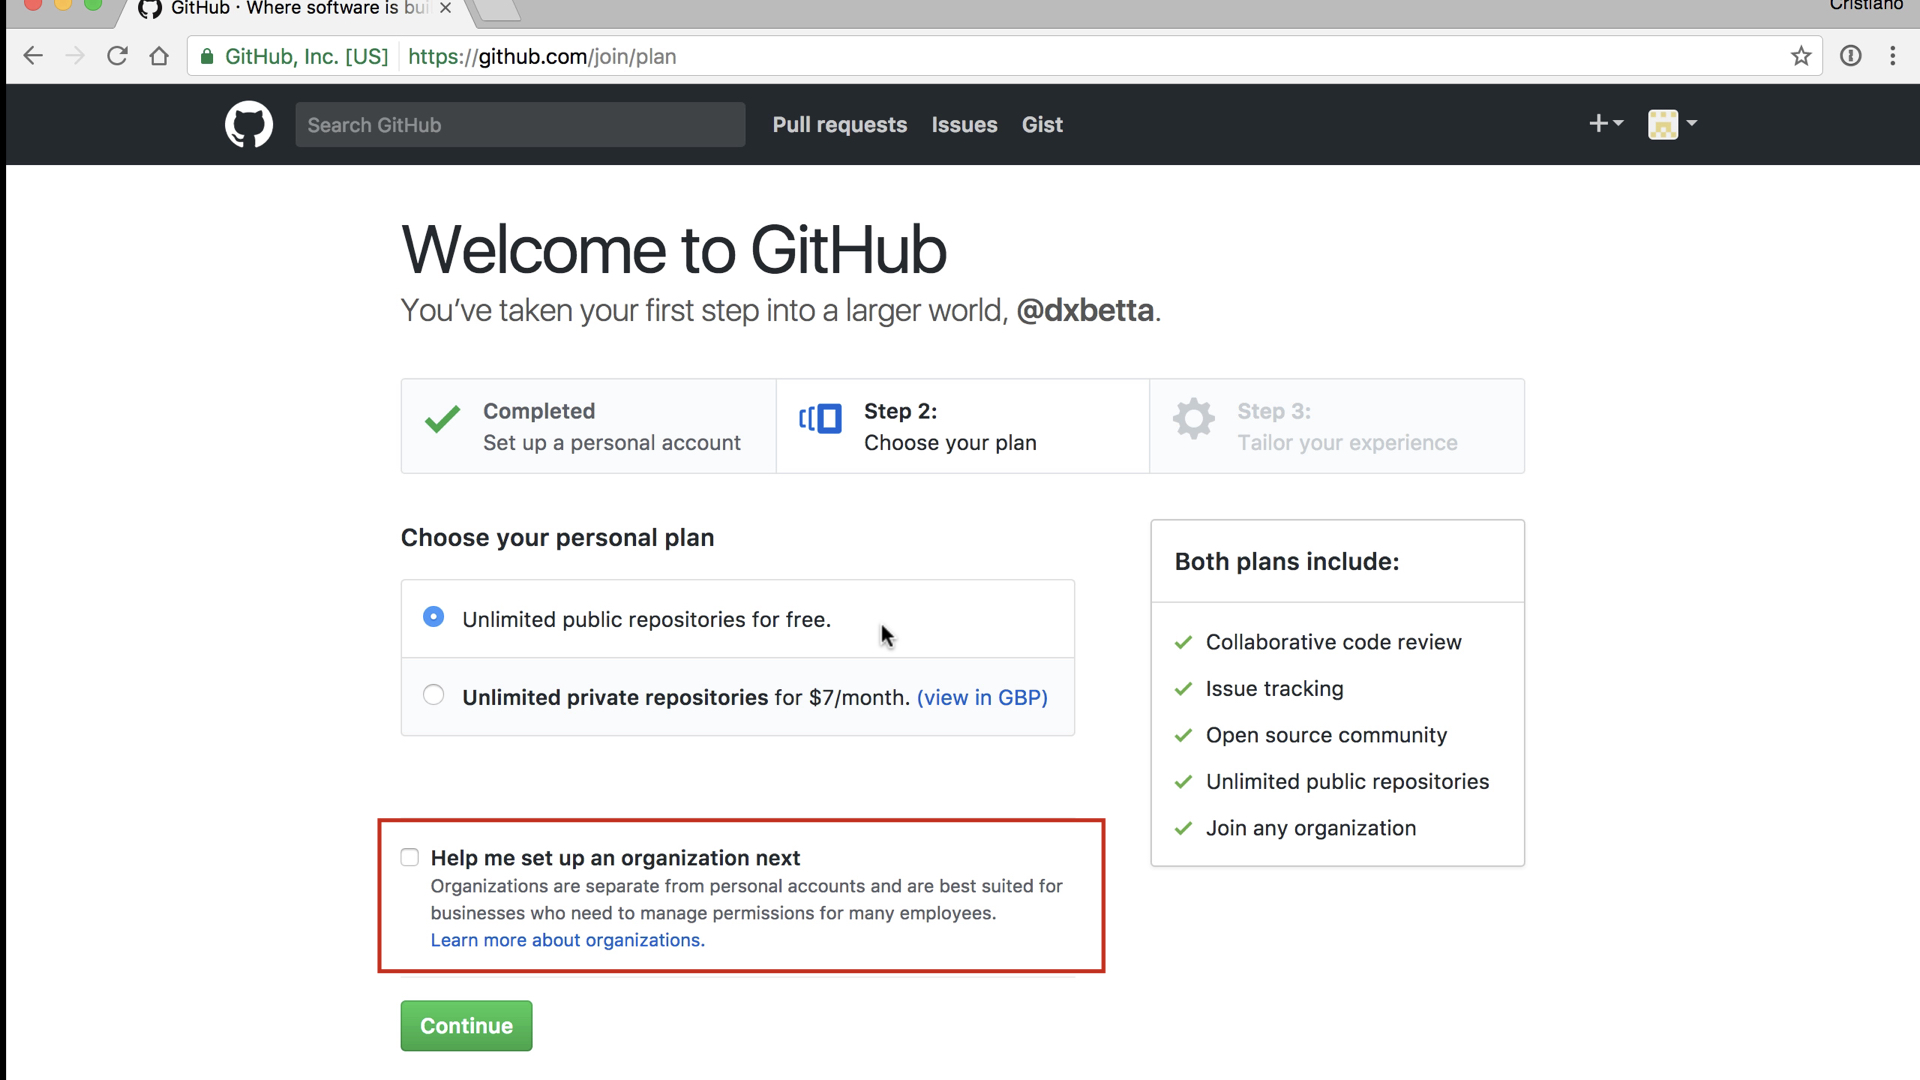 GitHub · Where software is bui
Cristiano
GitHub, Inc. [US]
https://github.com/join/plan
Search GitHub
Pull requests
Issues
Gist
Welcome to GitHub
You've taken your first step into a larger world, @dxbetta.
Completed
Set up a personal account
Step 2:
Choose your plan
Step 3:
Tailor your experience
Choose your personal plan
Unlimited public repositories for free.
Unlimited private repositories for $7/month. (view in GBP)
Both plans include:
Collaborative code review
Issue tracking
Open source community
Unlimited public repositories
Join any organization
Help me set up an organization next
Organizations are separate from personal accounts and are best suited for
businesses who need to manage permissions for many employees.
Learn more about organizations.
Continue